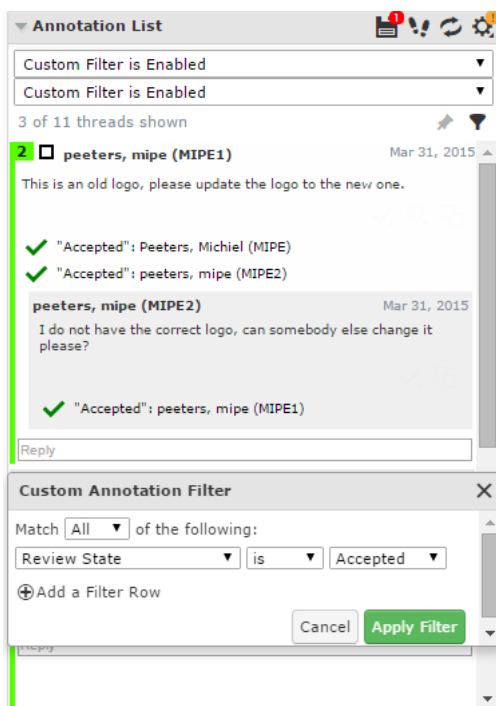 Annotation List
1
!
Custom Filter is Enabled
Custom Filter is Enabled
3 of 11 threads shown
2 peeters, mipe (MIPE1) Mar 31, 2015
This is an old logo, please update the logo to the new one.
"Accepted": Peeters, Michiel (MIPE)
"Accepted": peeters, mipe (MIPE2)
peeters, mipe (MIPE2) Mar 31, 2015
I do not have the correct logo, can somebody else change it
please?
"Accepted": peeters, mipe (MIPE1)
Reply
Custom Annotation Filter
Match All of the following:
Review State is Accepted
Add a Filter Row
Cancel Apply Filter
Reply